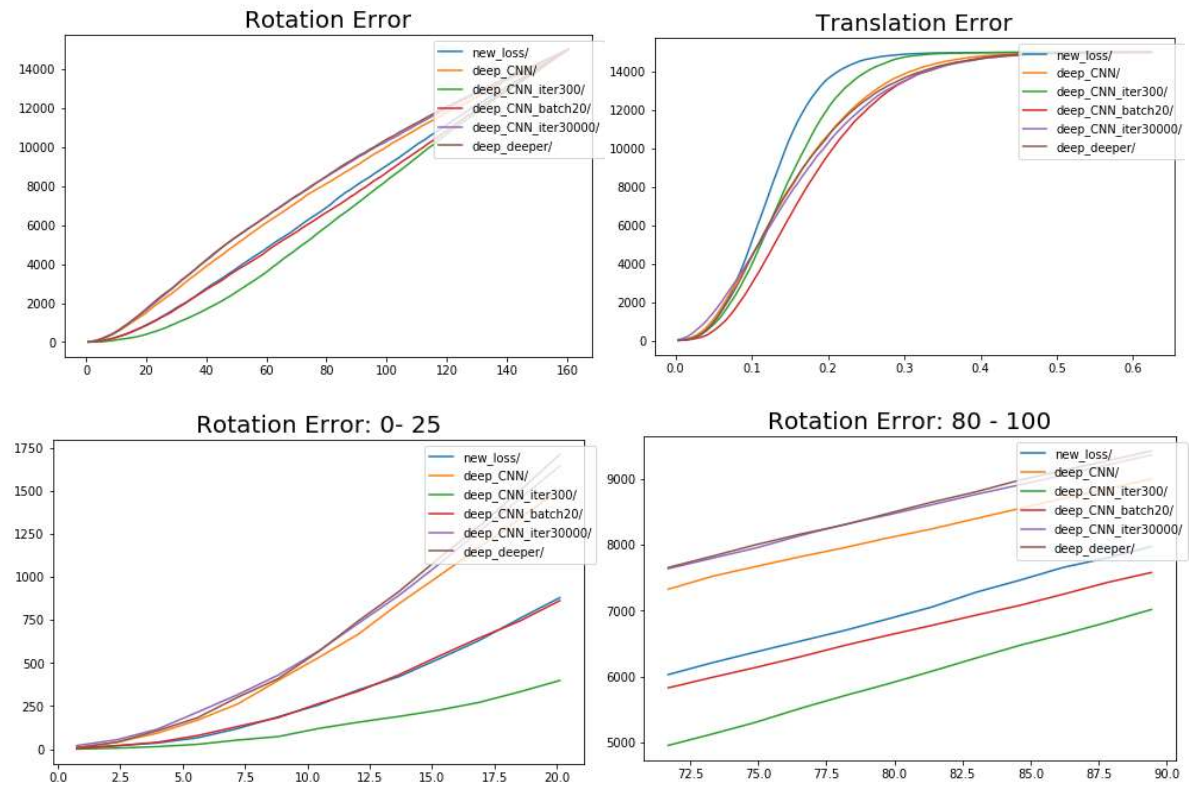 Rotation Error
14000
12000
10000
8000
6000
4000
2000
0
0 20 40 60 80 100 120 140 160
new_loss/
deep_CNN/
deep_CNN_iter300/
deep_CNN_batch20/
deep_CNN_iter30000/
deep_deeper/
Translation Error
14000
12000
10000
8000
6000
4000
2000
0
0.0 0.1 0.2 0.3 0.4 0.5 0.6
new_loss/
deep_CNN/
deep_CNN_iter300/
deep_CNN_batch20/
deep_CNN_iter30000/
deep_deeper/
Rotation Error: 0- 25
1750
1500
1250
1000
750
500
250
0
0.0 2.5 5.0 7.5 10.0 12.5 15.0 17.5 20.0
new_loss/
deep_CNN/
deep_CNN_iter300/
deep_CNN_batch20/
deep_CNN_iter30000/
deep_deeper/
Rotation Error: 80 - 100
9000
8000
7000
6000
5000
72.5 75.0 77.5 80.0 82.5 85.0 87.5 90.0
new_loss/
deep_CNN/
deep_CNN_iter300/
deep_CNN_batch20/
deep_CNN_iter30000/
deep_deeper/